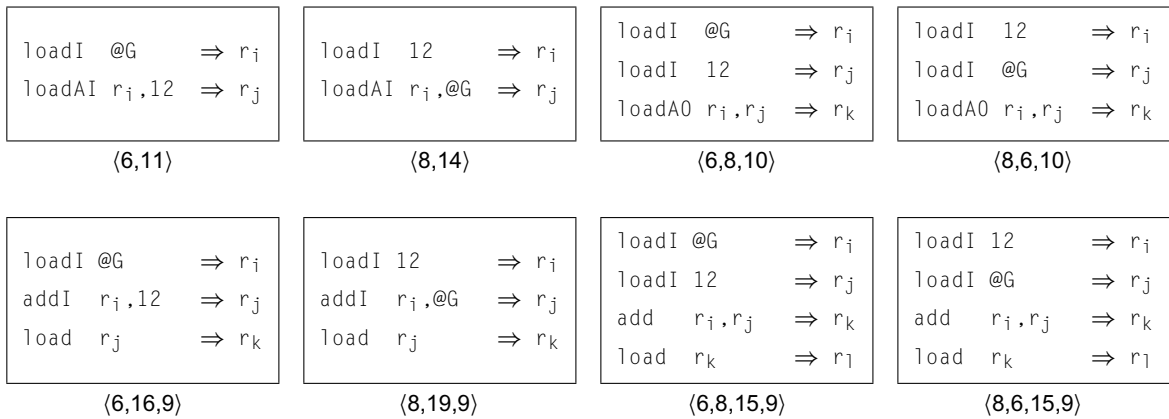 loadI @G ⇒ ri
loadAI ri,12 ⇒ rj
⟨6,11⟩
loadI 12 ⇒ ri
loadAI ri,@G ⇒ rj
⟨8,14⟩
loadI @G ⇒ ri
loadI 12 ⇒ rj
loadAO ri,rj ⇒ rk
⟨6,8,10⟩
loadI 12 ⇒ ri
loadI @G ⇒ rj
loadAO ri,rj ⇒ rk
⟨8,6,10⟩
loadI @G ⇒ ri
addI ri,12 ⇒ rj
load rj ⇒ rk
⟨6,16,9⟩
loadI 12 ⇒ ri
addI ri,@G ⇒ rj
load rj ⇒ rk
⟨8,19,9⟩
loadI @G ⇒ ri
loadI 12 ⇒ rj
add ri,rj ⇒ rk
load rk ⇒ rl
⟨6,8,15,9⟩
loadI 12 ⇒ ri
loadI @G ⇒ rj
add ri,rj ⇒ rk
load rk ⇒ rl
⟨8,6,15,9⟩